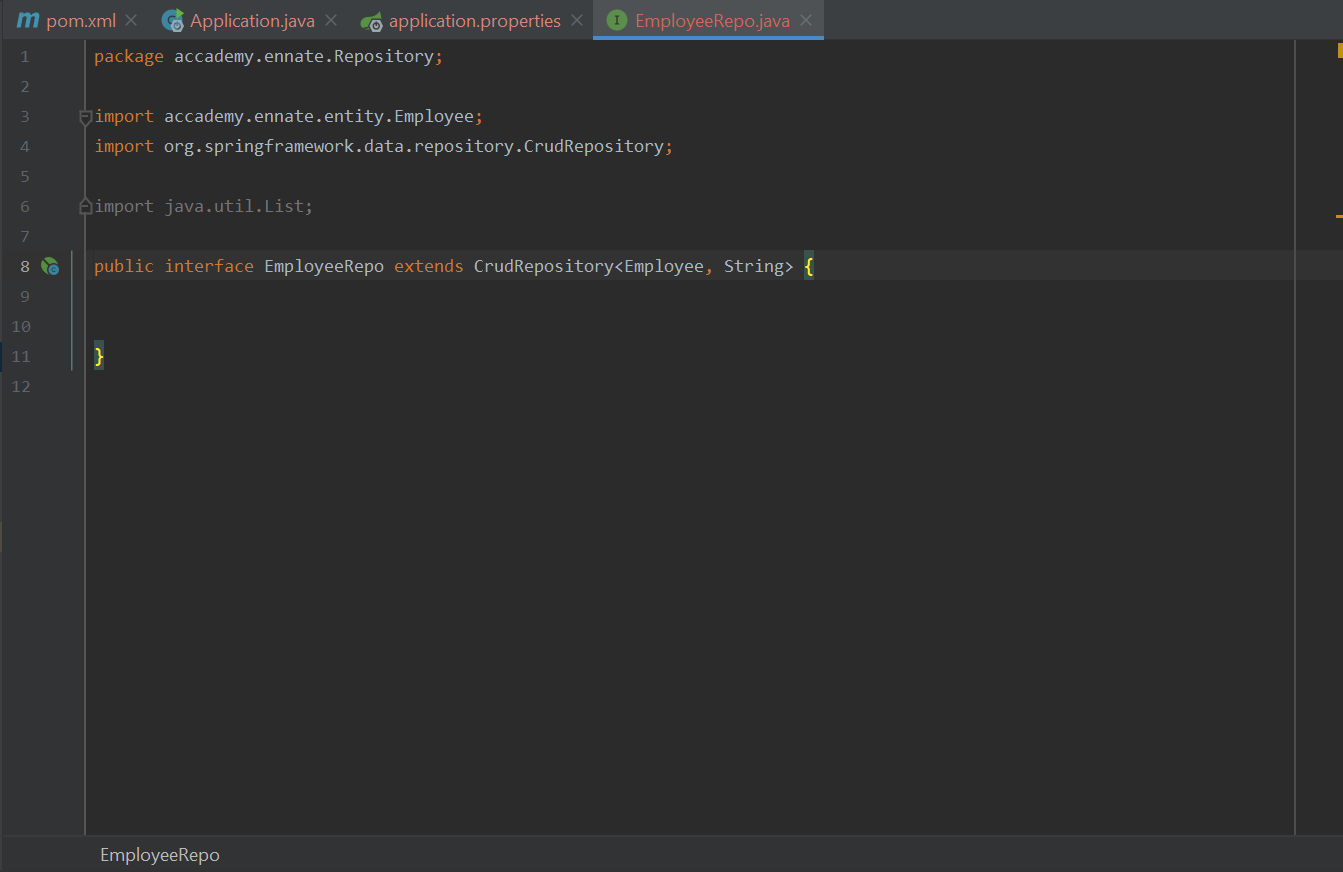 m pom.xml Application.java application.properties I EmployeeRepo.java
1 package accademy.ennate.Repository;
2
3 import accademy.ennate.entity.Employee;
4 import org.springframework.data.repository.CrudRepository;
5
6 import java.util.List;
7
8 public interface EmployeeRepo extends CrudRepository<Employee, String> {
9
10
11 }
12
EmployeeRepo